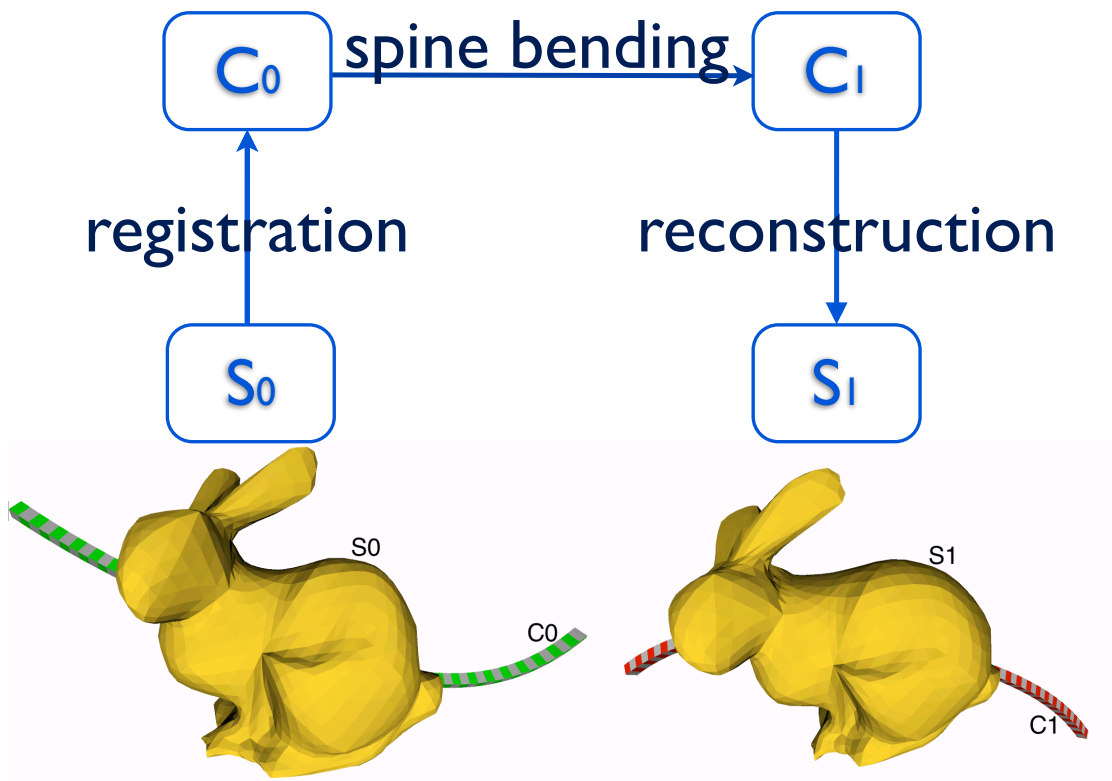 spine bending
C0
C1
registration
reconstruction
S0
S1
S0
S1
C0
C1